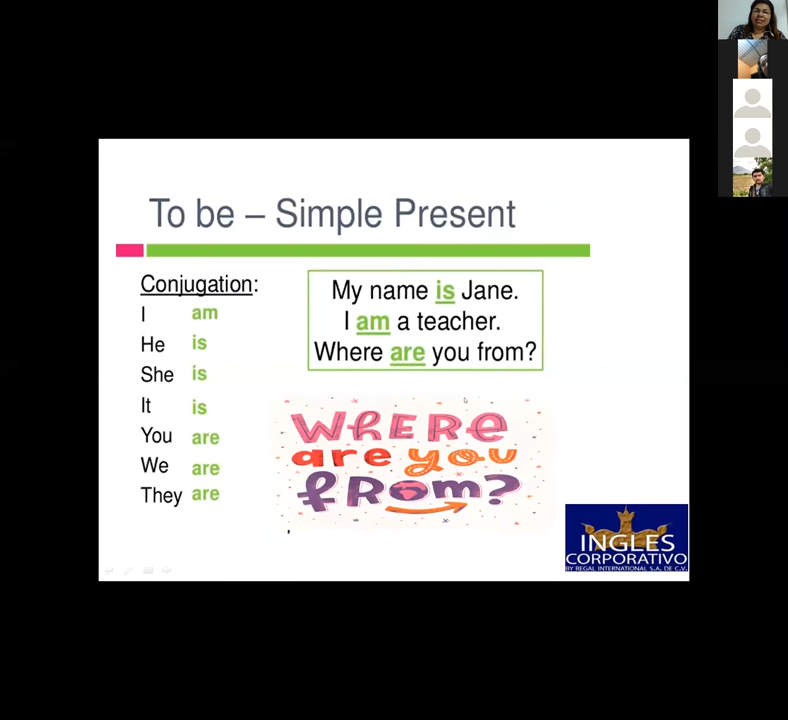 To be – Simple Present
Conjugation:
I am
He is
She is
It is
You are
We are
They are
My name is Jane.
I am a teacher.
Where are you from?
WHERE
are you
FROM?
INGLES
CORPORATIVO
BY REGAL INTERNATIONAL S.A. DE C.V.